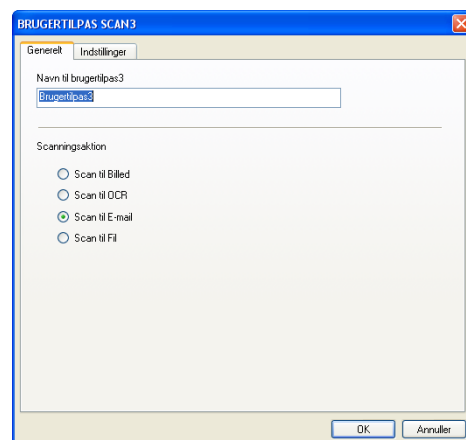 BRUGERTILPAS SCAN3
Generelt Indstillinger
Navn til brugertilpas3
Brugertilpas3
Scanningsaktion
Scan til Billed
Scan til OCR
Scan til E-mail
Scan til Fil
OK Annuller